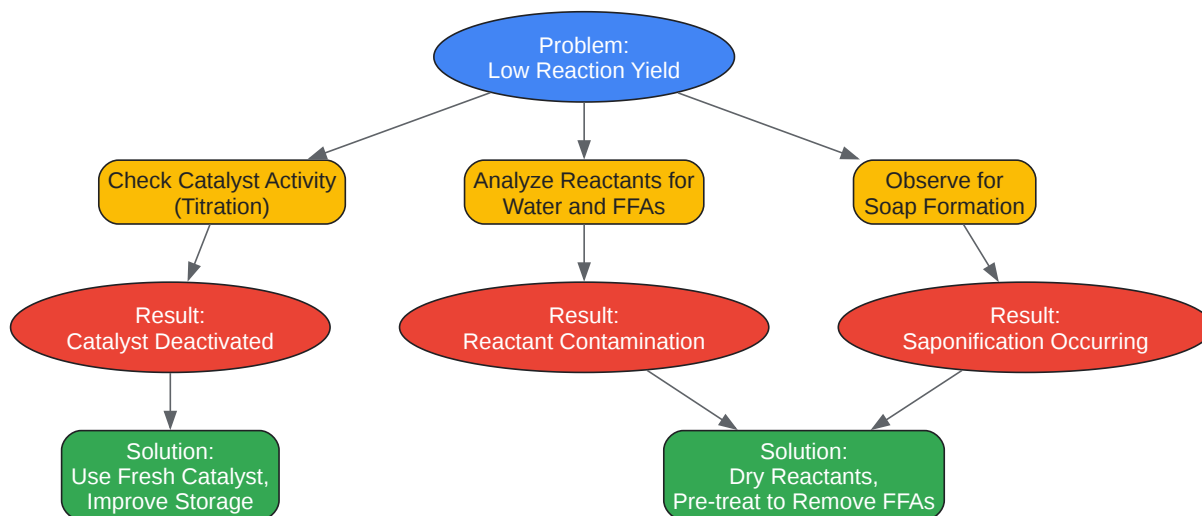 Problem:
Low Reaction Yield
Check Catalyst Activity
(Titration)
Analyze Reactants for
Water and FFAs
Observe for
Soap Formation
Result:
Catalyst Deactivated
Result:
Reactant Contamination
Result:
Saponification Occurring
Solution:
Use Fresh Catalyst,
Improve Storage
Solution:
Dry Reactants,
Pre-treat to Remove FFAs